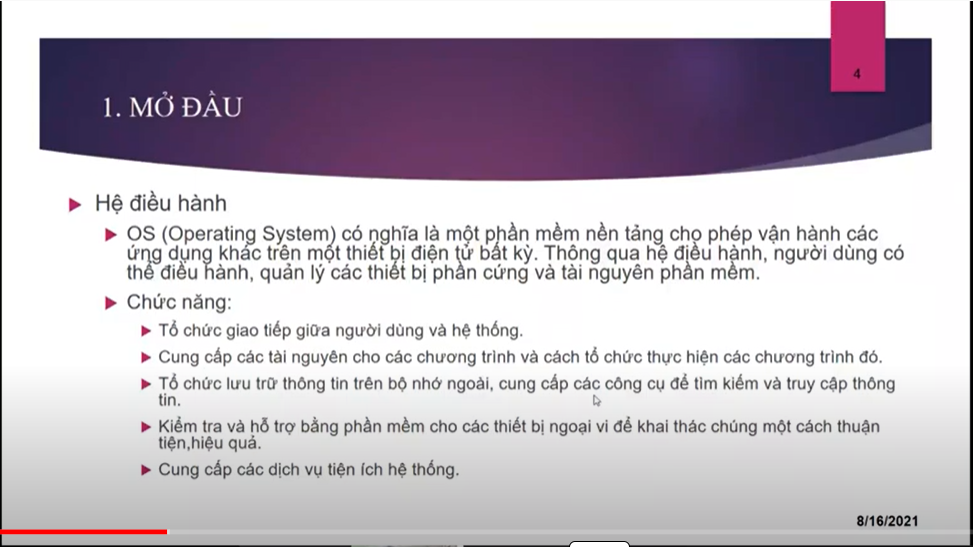 4
1. MỞ ĐẦU
Hệ điều hành
OS (Operating System) có nghĩa là một phần mềm nền tảng cho phép vận hành các
ứng dụng khác trên một thiết bị điện tử bất kỳ. Thông qua hệ điều hành, người dùng có
thể điều hành, quản lý các thiết bị phần cứng và tài nguyên phần mềm.
Chức năng:
Tổ chức giao tiếp giữa người dùng và hệ thống.
Cung cấp các tài nguyên cho các chương trình và cách tổ chức thực hiện các chương trình đó.
Tổ chức lưu trữ thông tin trên bộ nhớ ngoài, cung cấp các công cụ để tìm kiếm và truy cập thông
tin.
Kiểm tra và hỗ trợ bằng phần mềm cho các thiết bị ngoại vi để khai thác chúng một cách thuận
tiện,hiệu quả.
Cung cấp các dịch vụ tiện ích hệ thống.
8/16/2021